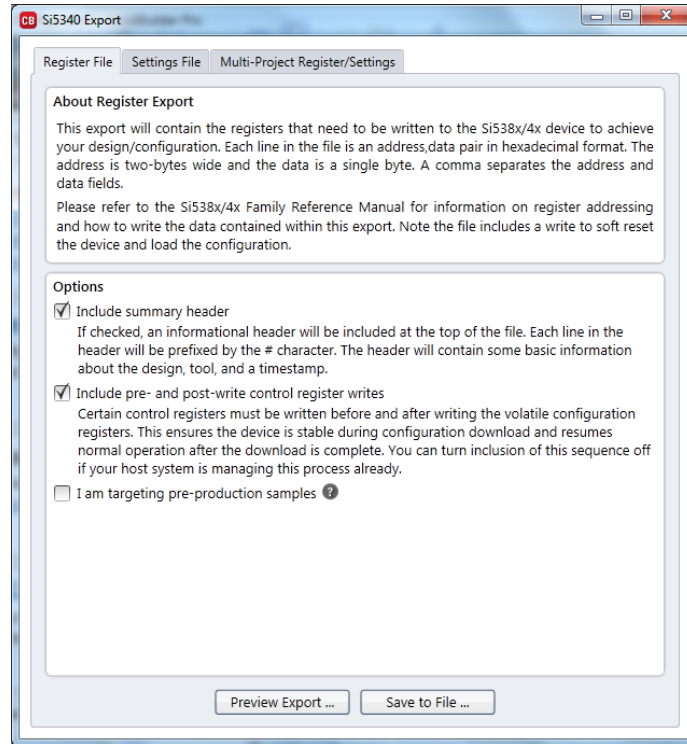 CB Si5340 Export
Register File Settings File Multi-Project Register/Settings
About Register Export
This export will contain the registers that need to be written to the Si538x/4x device to achieve
your design/configuration. Each line in the file is an address,data pair in hexadecimal format. The
address is two-bytes wide and the data is a single byte. A comma separates the address and
data fields.
Please refer to the Si538x/4x Family Reference Manual for information on register addressing
and how to write the data contained within this export. Note the file includes a write to soft reset
the device and load the configuration.
Options
Include summary header
If checked, an informational header will be included at the top of the file. Each line in the
header will be prefixed by the # character. The header will contain some basic information
about the design, tool, and a timestamp.
Include pre- and post-write control register writes
Certain control registers must be written before and after writing the volatile configuration
registers. This ensures the device is stable during configuration download and resumes
normal operation after the download is complete. You can turn inclusion of this sequence off
if your host system is managing this process already.
I am targeting pre-production samples ?
Preview Export ... Save to File ...